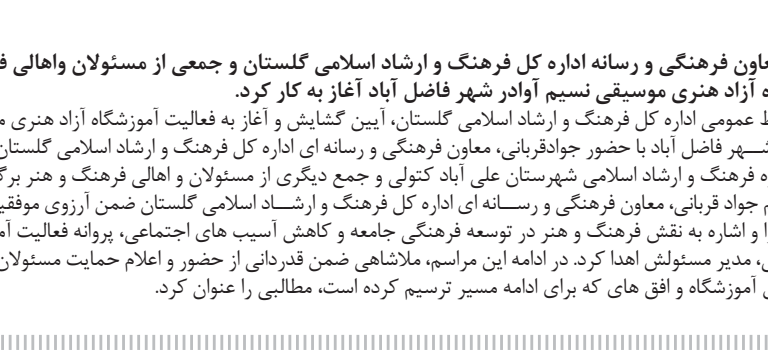 عاون فرهنگی و رسانه اداره کل فرهنگ و ارشاد اسلامی گلستان و جمعی از مسئولان واهالی ف
ه آزاد هنری موسیقی نسیم آوادر شهر فاضل آباد آغاز به کار کرد.
ط عمومی اداره کل فرهنگ و ارشاد اسلامی گلستان، آیین گشایش و آغاز به فعالیت آموزشگاه آزاد هنری م
شـــهر فاضل آباد با حضور جوادقربانی، معاون فرهنگی و رسانه ای اداره کل فرهنگ و ارشاد اسلامی گلستان
ه فرهنگ و ارشاد اسلامی شهرستان علی آباد کتولی و جمع دیگری از مسئولان و اهالی فرهنگ و هنر برگ
م جواد قربانی، معاون فرهنگی و رســـانه ای اداره کل فرهنگ و ارشـــاد اسلامی گلستان ضمن آرزوی موفقی
را و اشاره به نقش فرهنگ و هنر در توسعه فرهنگی جامعه و کاهش آسیب های اجتماعی، پروانه فعالیت آم
ی، مدیر مسئولش اهدا کرد. در ادامه این مراسم، ملاشاهی ضمن قدردانی از حضور و اعلام حمایت مسئولان
ی آموزشگاه و افق های که برای ادامه مسیر ترسیم کرده است، مطالبی را عنوان کرد.